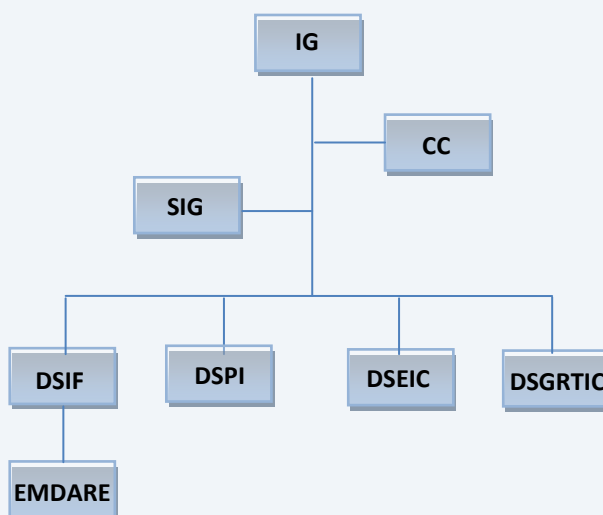 IG
CC
SIG
DSIF
DSPI
DSEIC
DSGRTIC
EMDARE